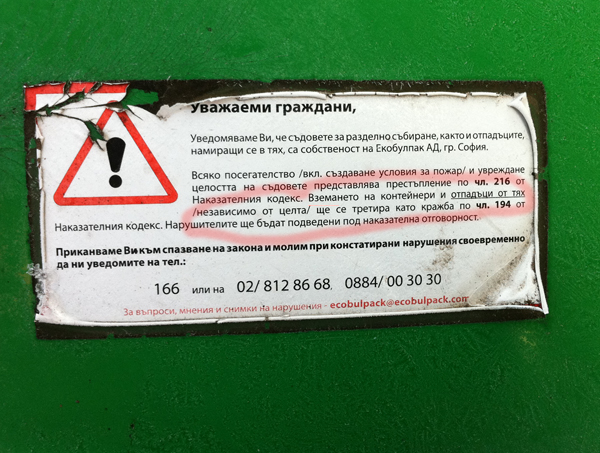 Уважаеми граждани,
Уведомяваме Ви, че съдовете за разделно събиране, както и отпадъците,
намиращи се в тях, са собственост на Екобулпак АД, гр. София.
Всяко посегателство /вкл. създаване условия за пожар/ и увреждане
целостта на съдовете представлява престъпление по чл. 216 от
Наказателния кодекс. Вземането на контейнери и отпадъци от тях
/независимо от целта/ ще се третира като кражба по чл. 194 от
Наказателния кодекс. Нарушителите ще бъдат подведени под наказателна отговорност.
Приканваме Ви към спазване на закона и молим при констатирани нарушения своевременно
да ни уведомите на тел.:
166 или на 02/ 812 86 68, 0884/ 00 30 30
За въпроси, мнения и снимки на нарушения - ecobulpack@ecobulpack.com